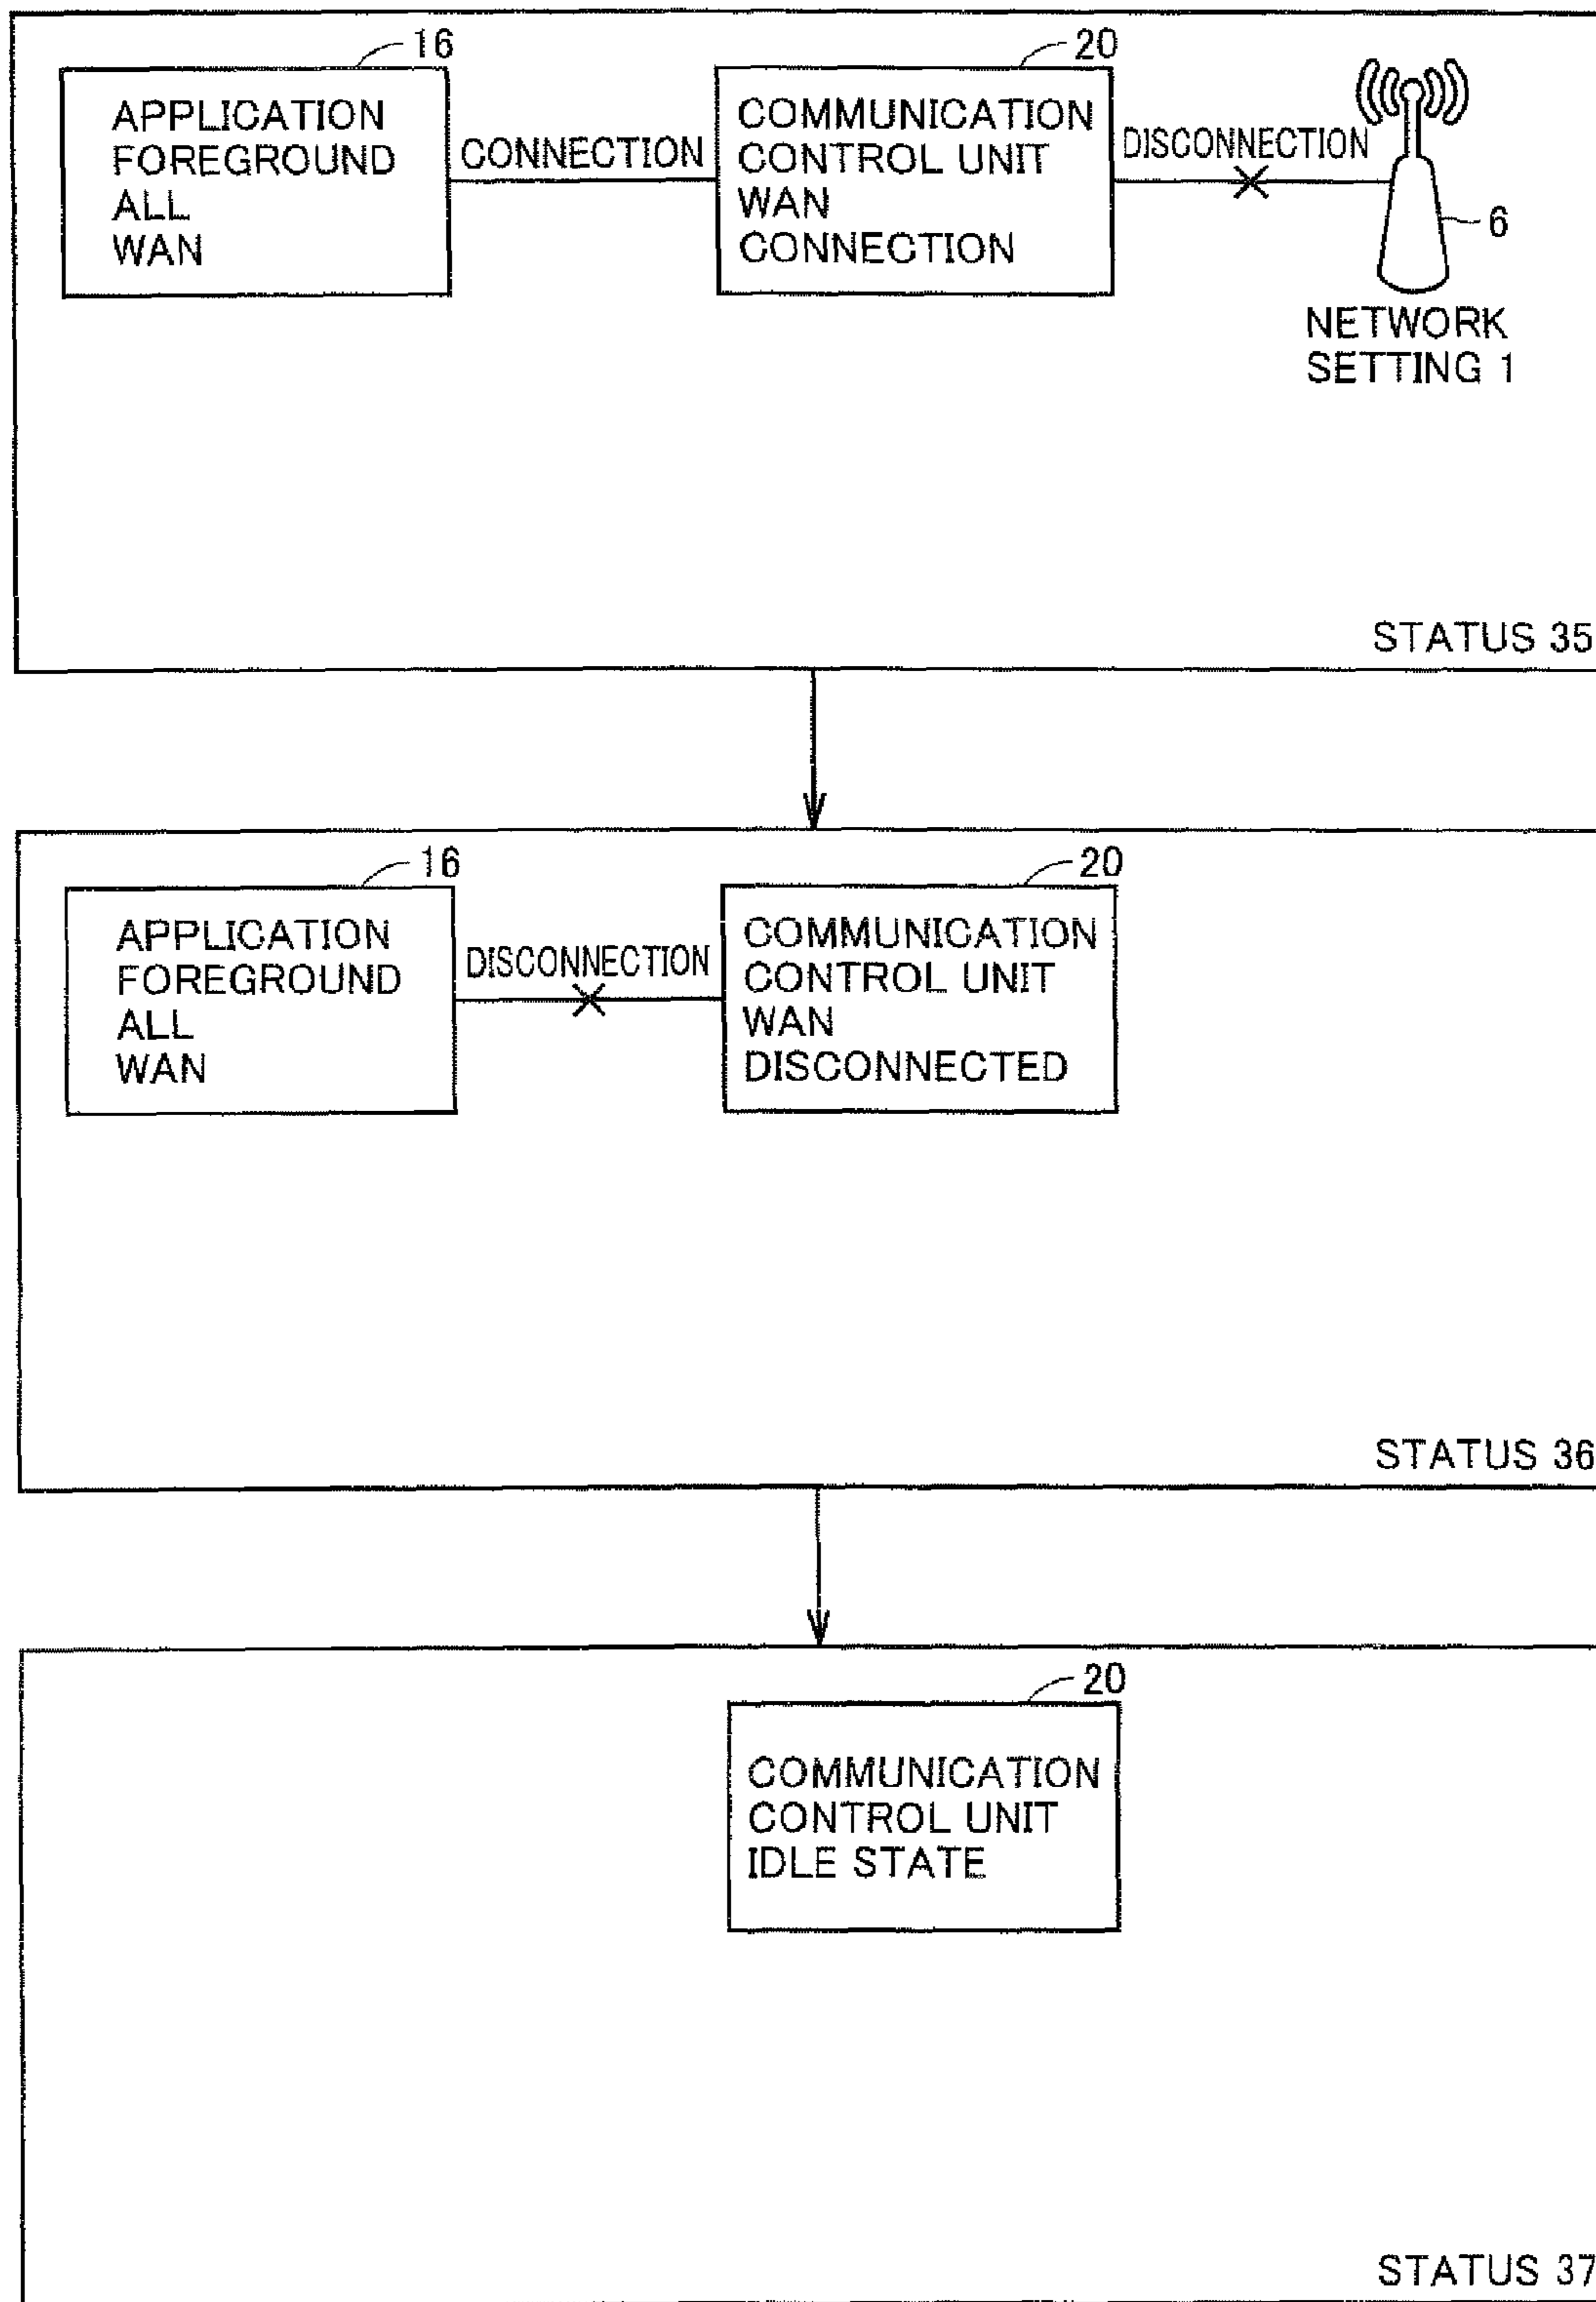 16
20
APPLICATION
FOREGROUND
ALL
WAN
CONNECTION
COMMUNICATION
CONTROL UNIT
WAN
CONNECTION
DISCONNECTION
6
NETWORK
SETTING 1
STATUS 35
16
20
APPLICATION
FOREGROUND
ALL
WAN
DISCONNECTION
COMMUNICATION
CONTROL UNIT
WAN
DISCONNECTED
STATUS 36
20
COMMUNICATION
CONTROL UNIT
IDLE STATE
STATUS 37